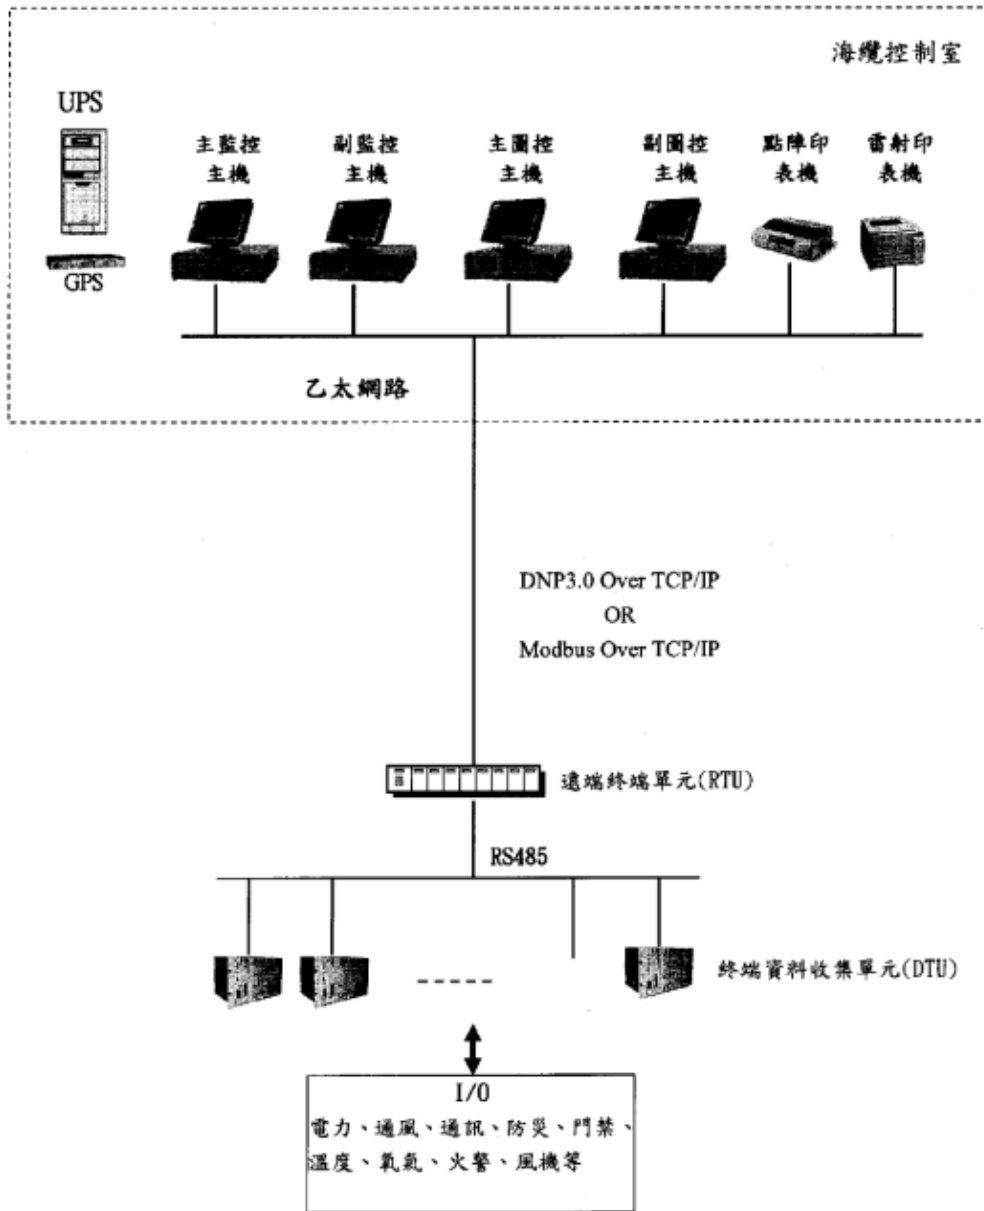 海纜控制室
UPS
主監控
主機
副監控
主機
主圖控
主機
副圖控
主機
點陣印
表機
雷射印
表機
GPS
乙太網路
DNP3.0 Over TCP/IP
OR
Modbus Over TCP/IP
遠端終端單元(RTU)
RS485
終端資料收集單元(DTU)
I/O
電力、通風、通訊、防災、門禁、
溫度、氧氣、火警、風機等